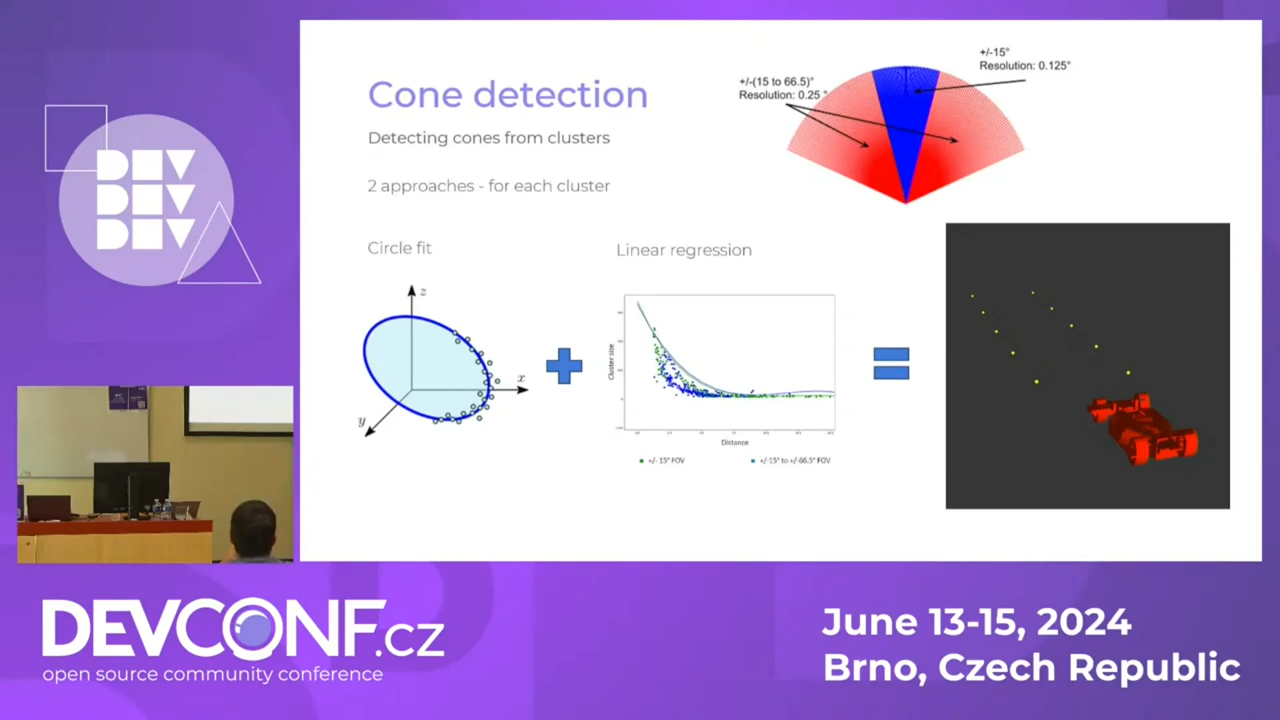 Cone detection
Detecting cones from clusters
2 approaches - for each cluster
+/-(15 to 66.5)°
Resolution: 0.25 °
+/-15°
Resolution: 0.125°
Circle fit
z
x
y
Linear regression
Cluster size
Distance
+/- 15° FOV
+/-15° to +/-66.5° FOV
DEV
DEV
DEV
DEVCONF.cz
open source community conference
June 13-15, 2024
Brno, Czech Republic